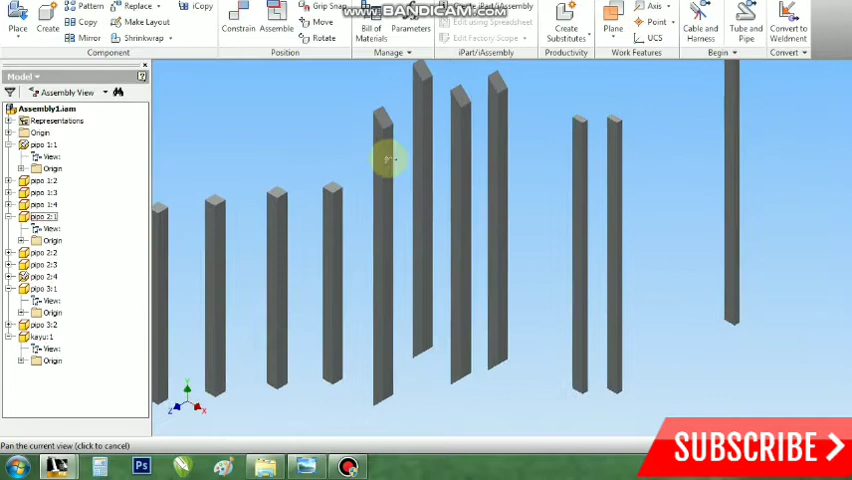 www.BANDICAM.com
Place
Create
Pattern
Copy
Mirror
Replace
Make Layout
Shrinkwrap
iCopy
Component
Constrain
Assemble
Grip Snap
Move
Rotate
Position
Bill of
Materials
Parameters
Manage
Create iPart/iAssembly
Edit using Spreadsheet
Edit Factory Scope
iPart/iAssembly
Create
Substitutes
Productivity
Plane
Axis
Point
UCS
Work Features
Cable and
Harness
Tube and
Pipe
Begin
Convert to
Weldment
Convert
Model
Assembly View
Assembly1.iam
Representations
Origin
pipo 1:1
View:
Origin
pipo 1:2
pipo 1:3
pipo 1:4
pipo 2:1
View:
Origin
pipo 2:2
pipo 2:3
pipo 2:4
pipo 3:1
View:
Origin
pipo 3:2
kayu:1
View:
Origin
Y
Z
X
Pan the current view (click to cancel)
Ps
SUBSCRIBE